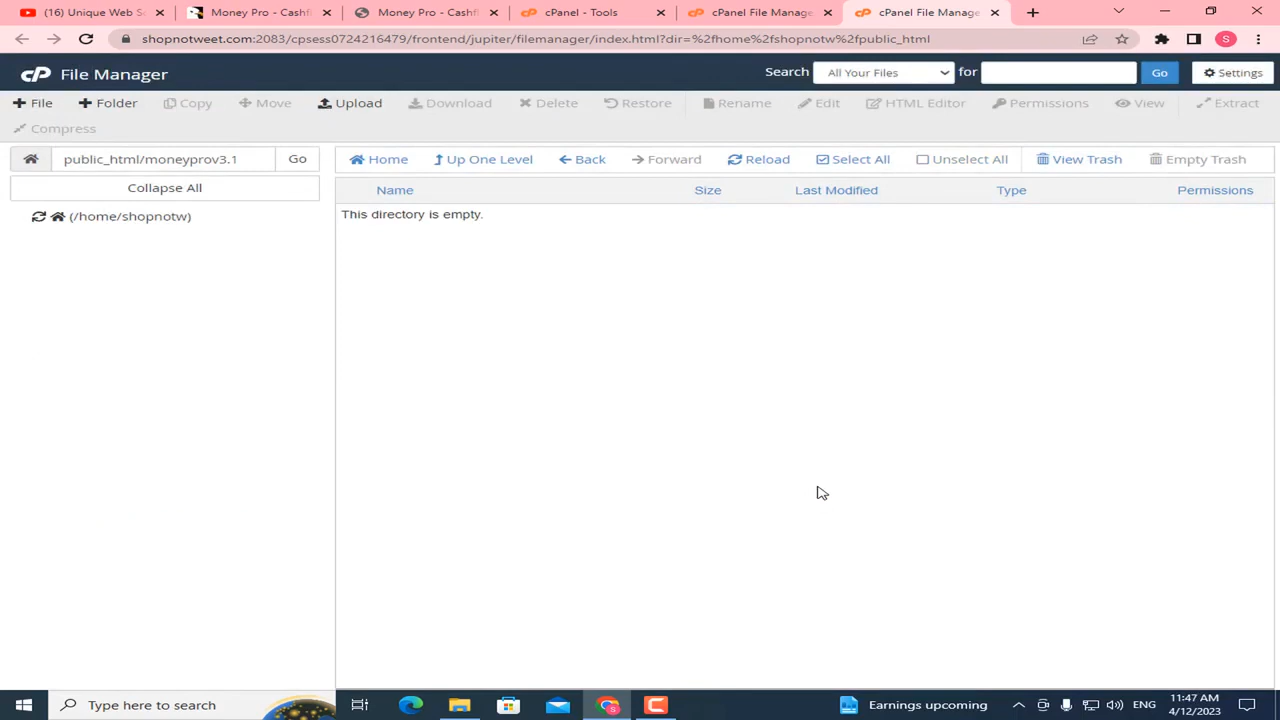 (16) Unique Web So
Money Pro - Cashfl
Money Pro - Cashfl
cPanel - Tools
cPanel File Manage
cPanel File Manage
shopnotweet.com:2083/cpsess0724216479/frontend/jupiter/filemanager/index.html?dir=%2fhome%2fshopnotw%2fpublic_html
S
cP File Manager
Search All Your Files for Go Settings
File Folder Copy Move Upload Download Delete Restore Rename Edit HTML Editor Permissions View Extract
Compress
public_html/moneyprov3.1 Go
Home Up One Level Back Forward Reload Select All Unselect All View Trash Empty Trash
Collapse All
Name Size Last Modified Type Permissions
(/home/shopnotw)
This directory is empty.
Type here to search
Earnings upcoming
ENG
11:47 AM
4/12/2023